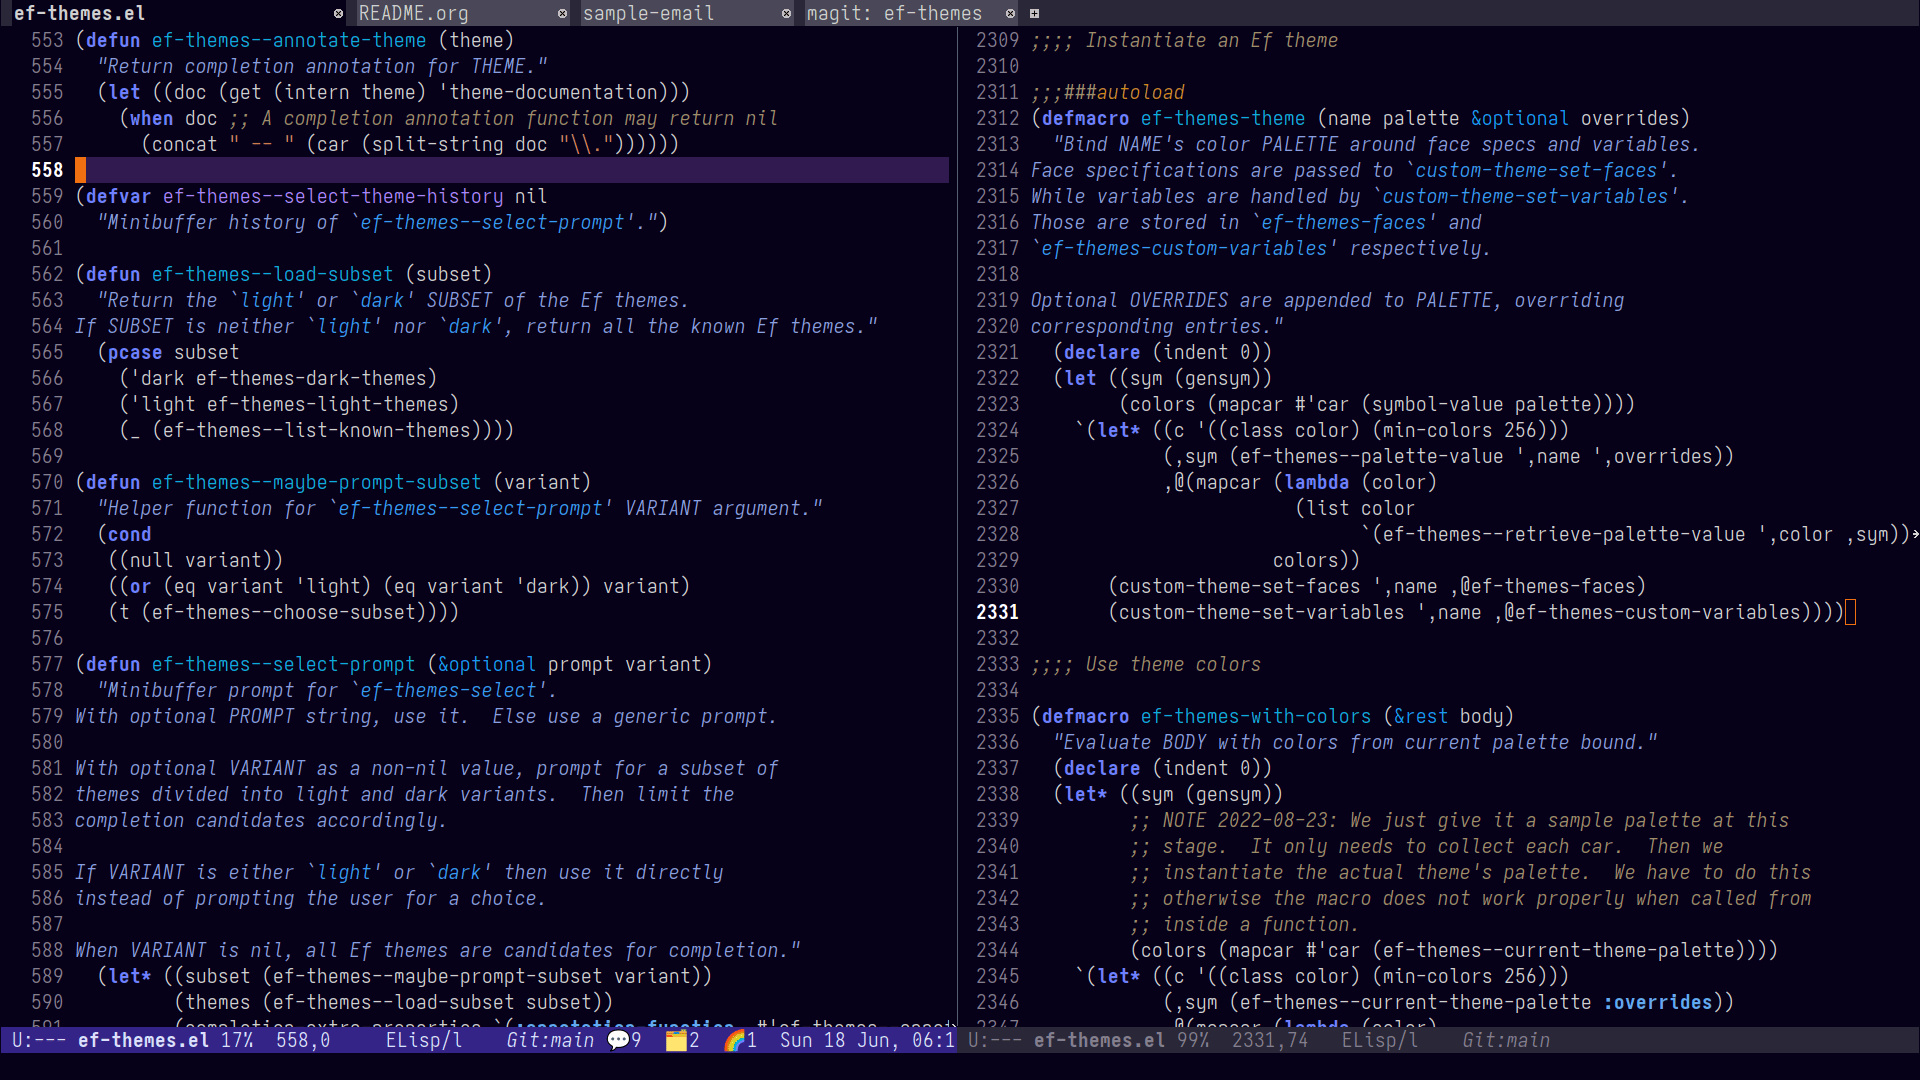 ef-themes.el README.org sample-email magit: ef-themes
553 (defun ef-themes--annotate-theme (theme)
554   "Return completion annotation for THEME."
555   (let ((doc (get (intern theme) 'theme-documentation)))
556     (when doc ;; A completion annotation function may return nil
557       (concat " -- " (car (split-string doc "\\."))))))
558
559 (defvar ef-themes--select-theme-history nil
560   "Minibuffer history of `ef-themes--select-prompt'.")
561
562 (defun ef-themes--load-subset (subset)
563   "Return the `light' or `dark' SUBSET of the Ef themes.
564 If SUBSET is neither `light' nor `dark', return all the known Ef themes."
565   (pcase subset
566     ('dark ef-themes-dark-themes)
567     ('light ef-themes-light-themes)
568     (_ (ef-themes--list-known-themes))))
569
570 (defun ef-themes--maybe-prompt-subset (variant)
571   "Helper function for `ef-themes--select-prompt' VARIANT argument."
572   (cond
573    ((null variant))
574    ((or (eq variant 'light) (eq variant 'dark)) variant)
575    (t (ef-themes--choose-subset))))
576
577 (defun ef-themes--select-prompt (&optional prompt variant)
578   "Minibuffer prompt for `ef-themes-select'.
579 With optional PROMPT string, use it.  Else use a generic prompt.
580
581 With optional VARIANT as a non-nil value, prompt for a subset of
582 themes divided into light and dark variants.  Then limit the
583 completion candidates accordingly.
584
585 If VARIANT is either `light' or `dark' then use it directly
586 instead of prompting the user for a choice.
587
588 When VARIANT is nil, all Ef themes are candidates for completion."
589   (let* ((subset (ef-themes--maybe-prompt-subset variant))
590          (themes (ef-themes--load-subset subset))
U:--- ef-themes.el 17% 558,0 ELisp/l Git:main 💬9 🗂️2 🌈1 Sun 18 Jun, 06:1
2309 ;;;; Instantiate an Ef theme
2310
2311 ;;;###autoload
2312 (defmacro ef-themes-theme (name palette &optional overrides)
2313   "Bind NAME's color PALETTE around face specs and variables.
2314 Face specifications are passed to `custom-theme-set-faces'.
2315 While variables are handled by `custom-theme-set-variables'.
2316 Those are stored in `ef-themes-faces' and
2317 `ef-themes-custom-variables' respectively.
2318
2319 Optional OVERRIDES are appended to PALETTE, overriding
2320 corresponding entries."
2321   (declare (indent 0))
2322   (let ((sym (gensym))
2323         (colors (mapcar #'car (symbol-value palette))))
2324     `(let* ((c '((class color) (min-colors 256)))
2325             (,sym (ef-themes--palette-value ',name ',overrides))
2326             ,@(mapcar (lambda (color)
2327                         (list color
2328                               `(ef-themes--retrieve-palette-value ',color ,sym))
2329                       colors))
2330        (custom-theme-set-faces ',name ,@ef-themes-faces)
2331        (custom-theme-set-variables ',name ,@ef-themes-custom-variables))))
2332
2333 ;;;; Use theme colors
2334
2335 (defmacro ef-themes-with-colors (&rest body)
2336   "Evaluate BODY with colors from current palette bound."
2337   (declare (indent 0))
2338   (let* ((sym (gensym))
2339          ;; NOTE 2022-08-23: We just give it a sample palette at this
2340          ;; stage.  It only needs to collect each car.  Then we
2341          ;; instantiate the actual theme's palette.  We have to do this
2342          ;; otherwise the macro does not work properly when called from
2343          ;; inside a function.
2344          (colors (mapcar #'car (ef-themes--current-theme-palette))))
2345     `(let* ((c '((class color) (min-colors 256)))
2346             (,sym (ef-themes--current-theme-palette :overrides))
2347             ,@(mapcar (lambda (color)
U:--- ef-themes.el 99% 2331,74 ELisp/l Git:main